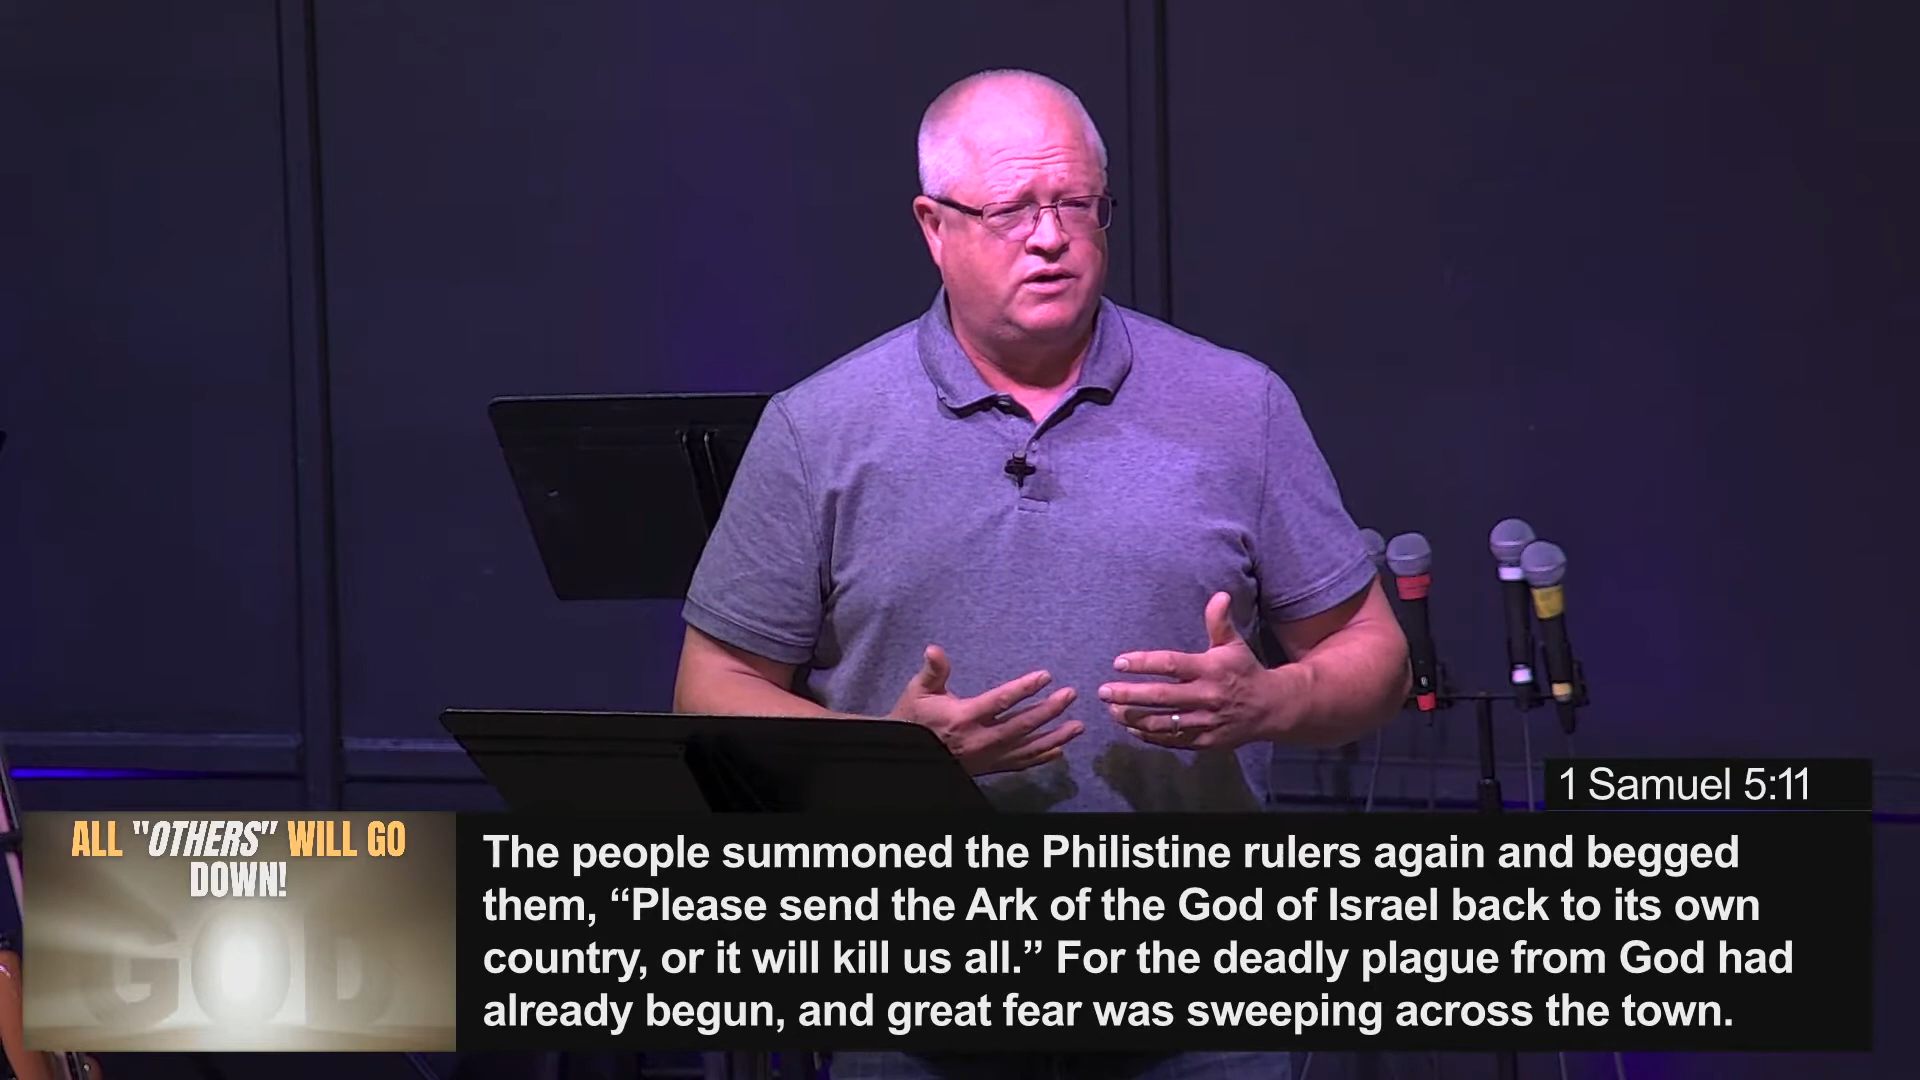 1 Samuel 5:11
ALL "OTHERS" WILL GO
DOWN!
GOD
The people summoned the Philistine rulers again and begged
them, “Please send the Ark of the God of Israel back to its own
country, or it will kill us all.” For the deadly plague from God had
already begun, and great fear was sweeping across the town.